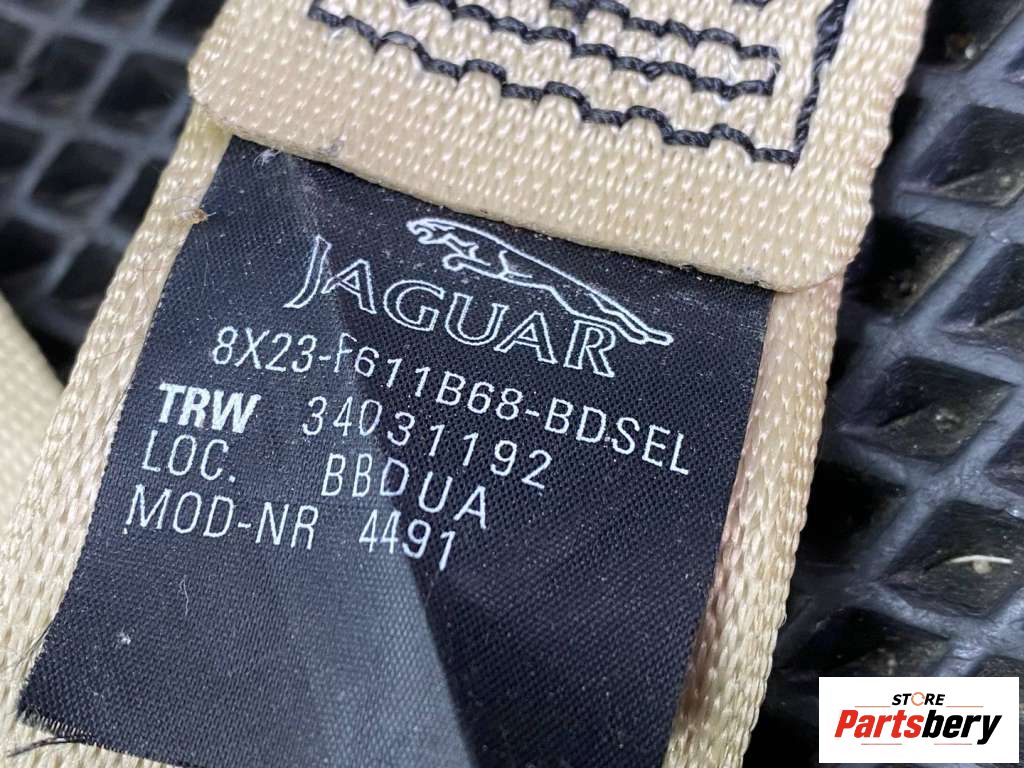 JAGUAR
8X23-F611B68-BDSEL
TRW 34031192
LOC. BBDUA
MOD-NR 4491
STORE
Partsbery